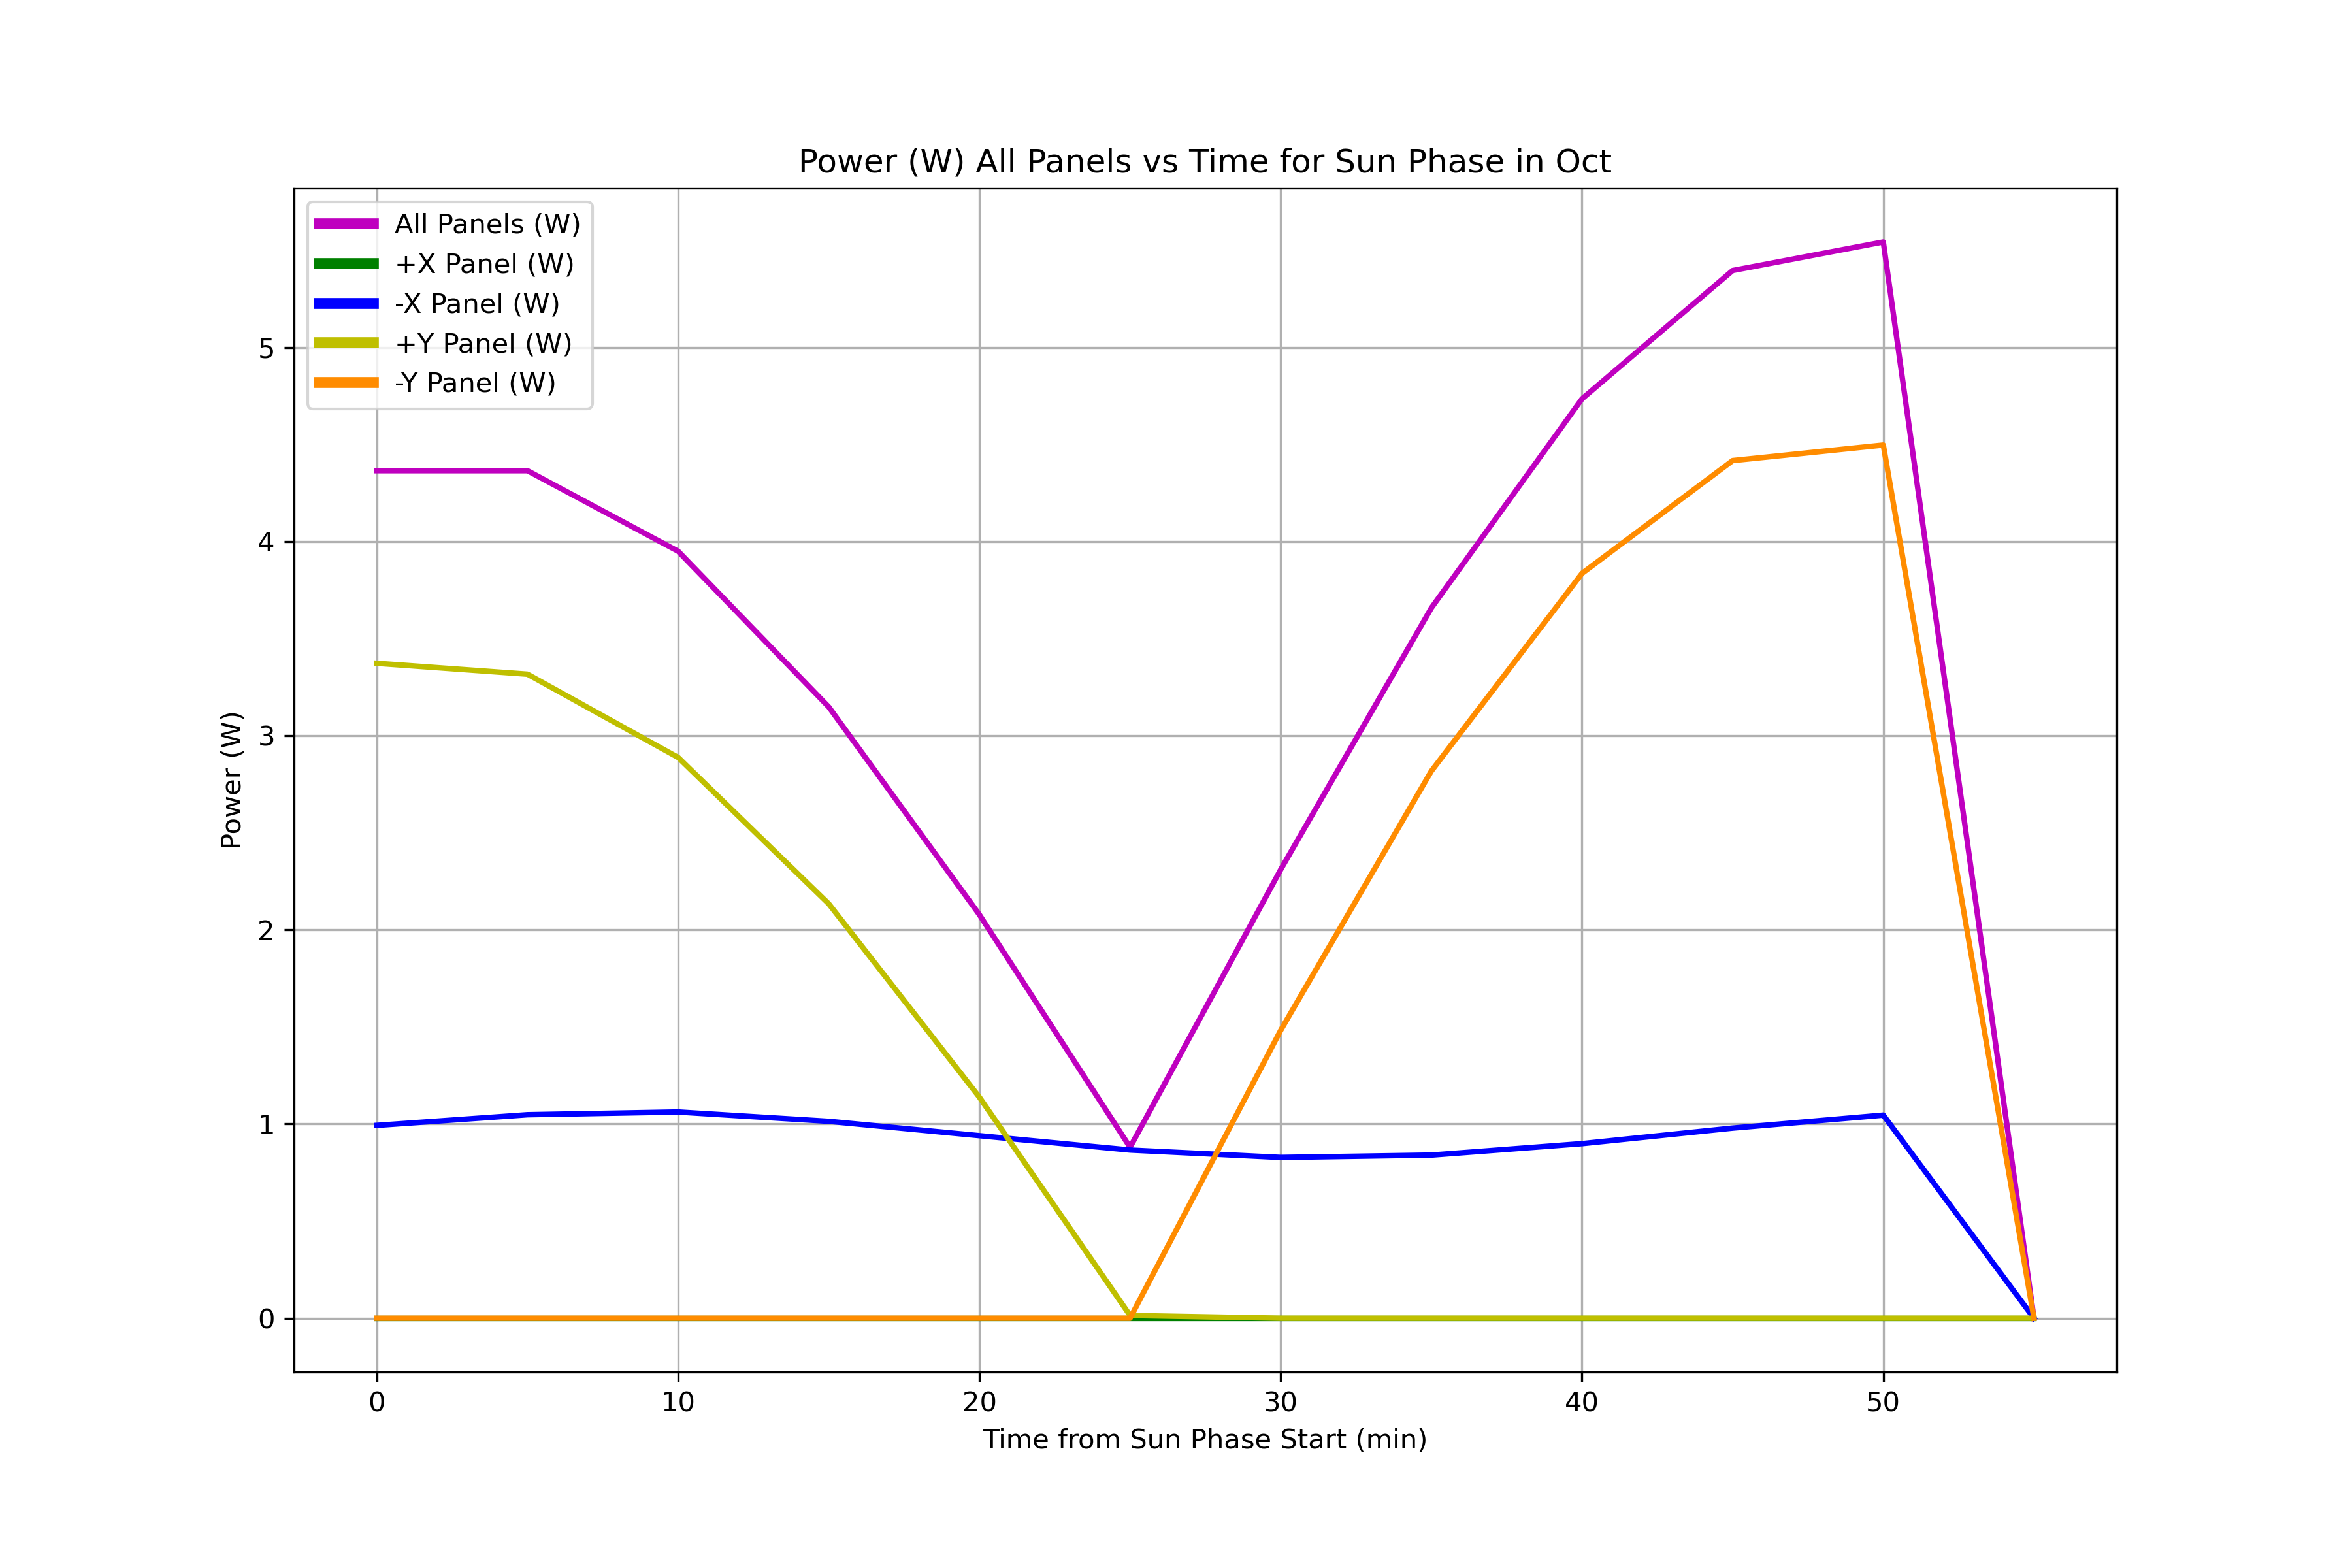 Power (W) All Panels vs Time for Sun Phase in Oct
All Panels (W)
+X Panel (W)
-X Panel (W)
+Y Panel (W)
-Y Panel (W)
5
4
3
2
1
0
Power (W)
0 10 20 30 40 50
Time from Sun Phase Start (min)